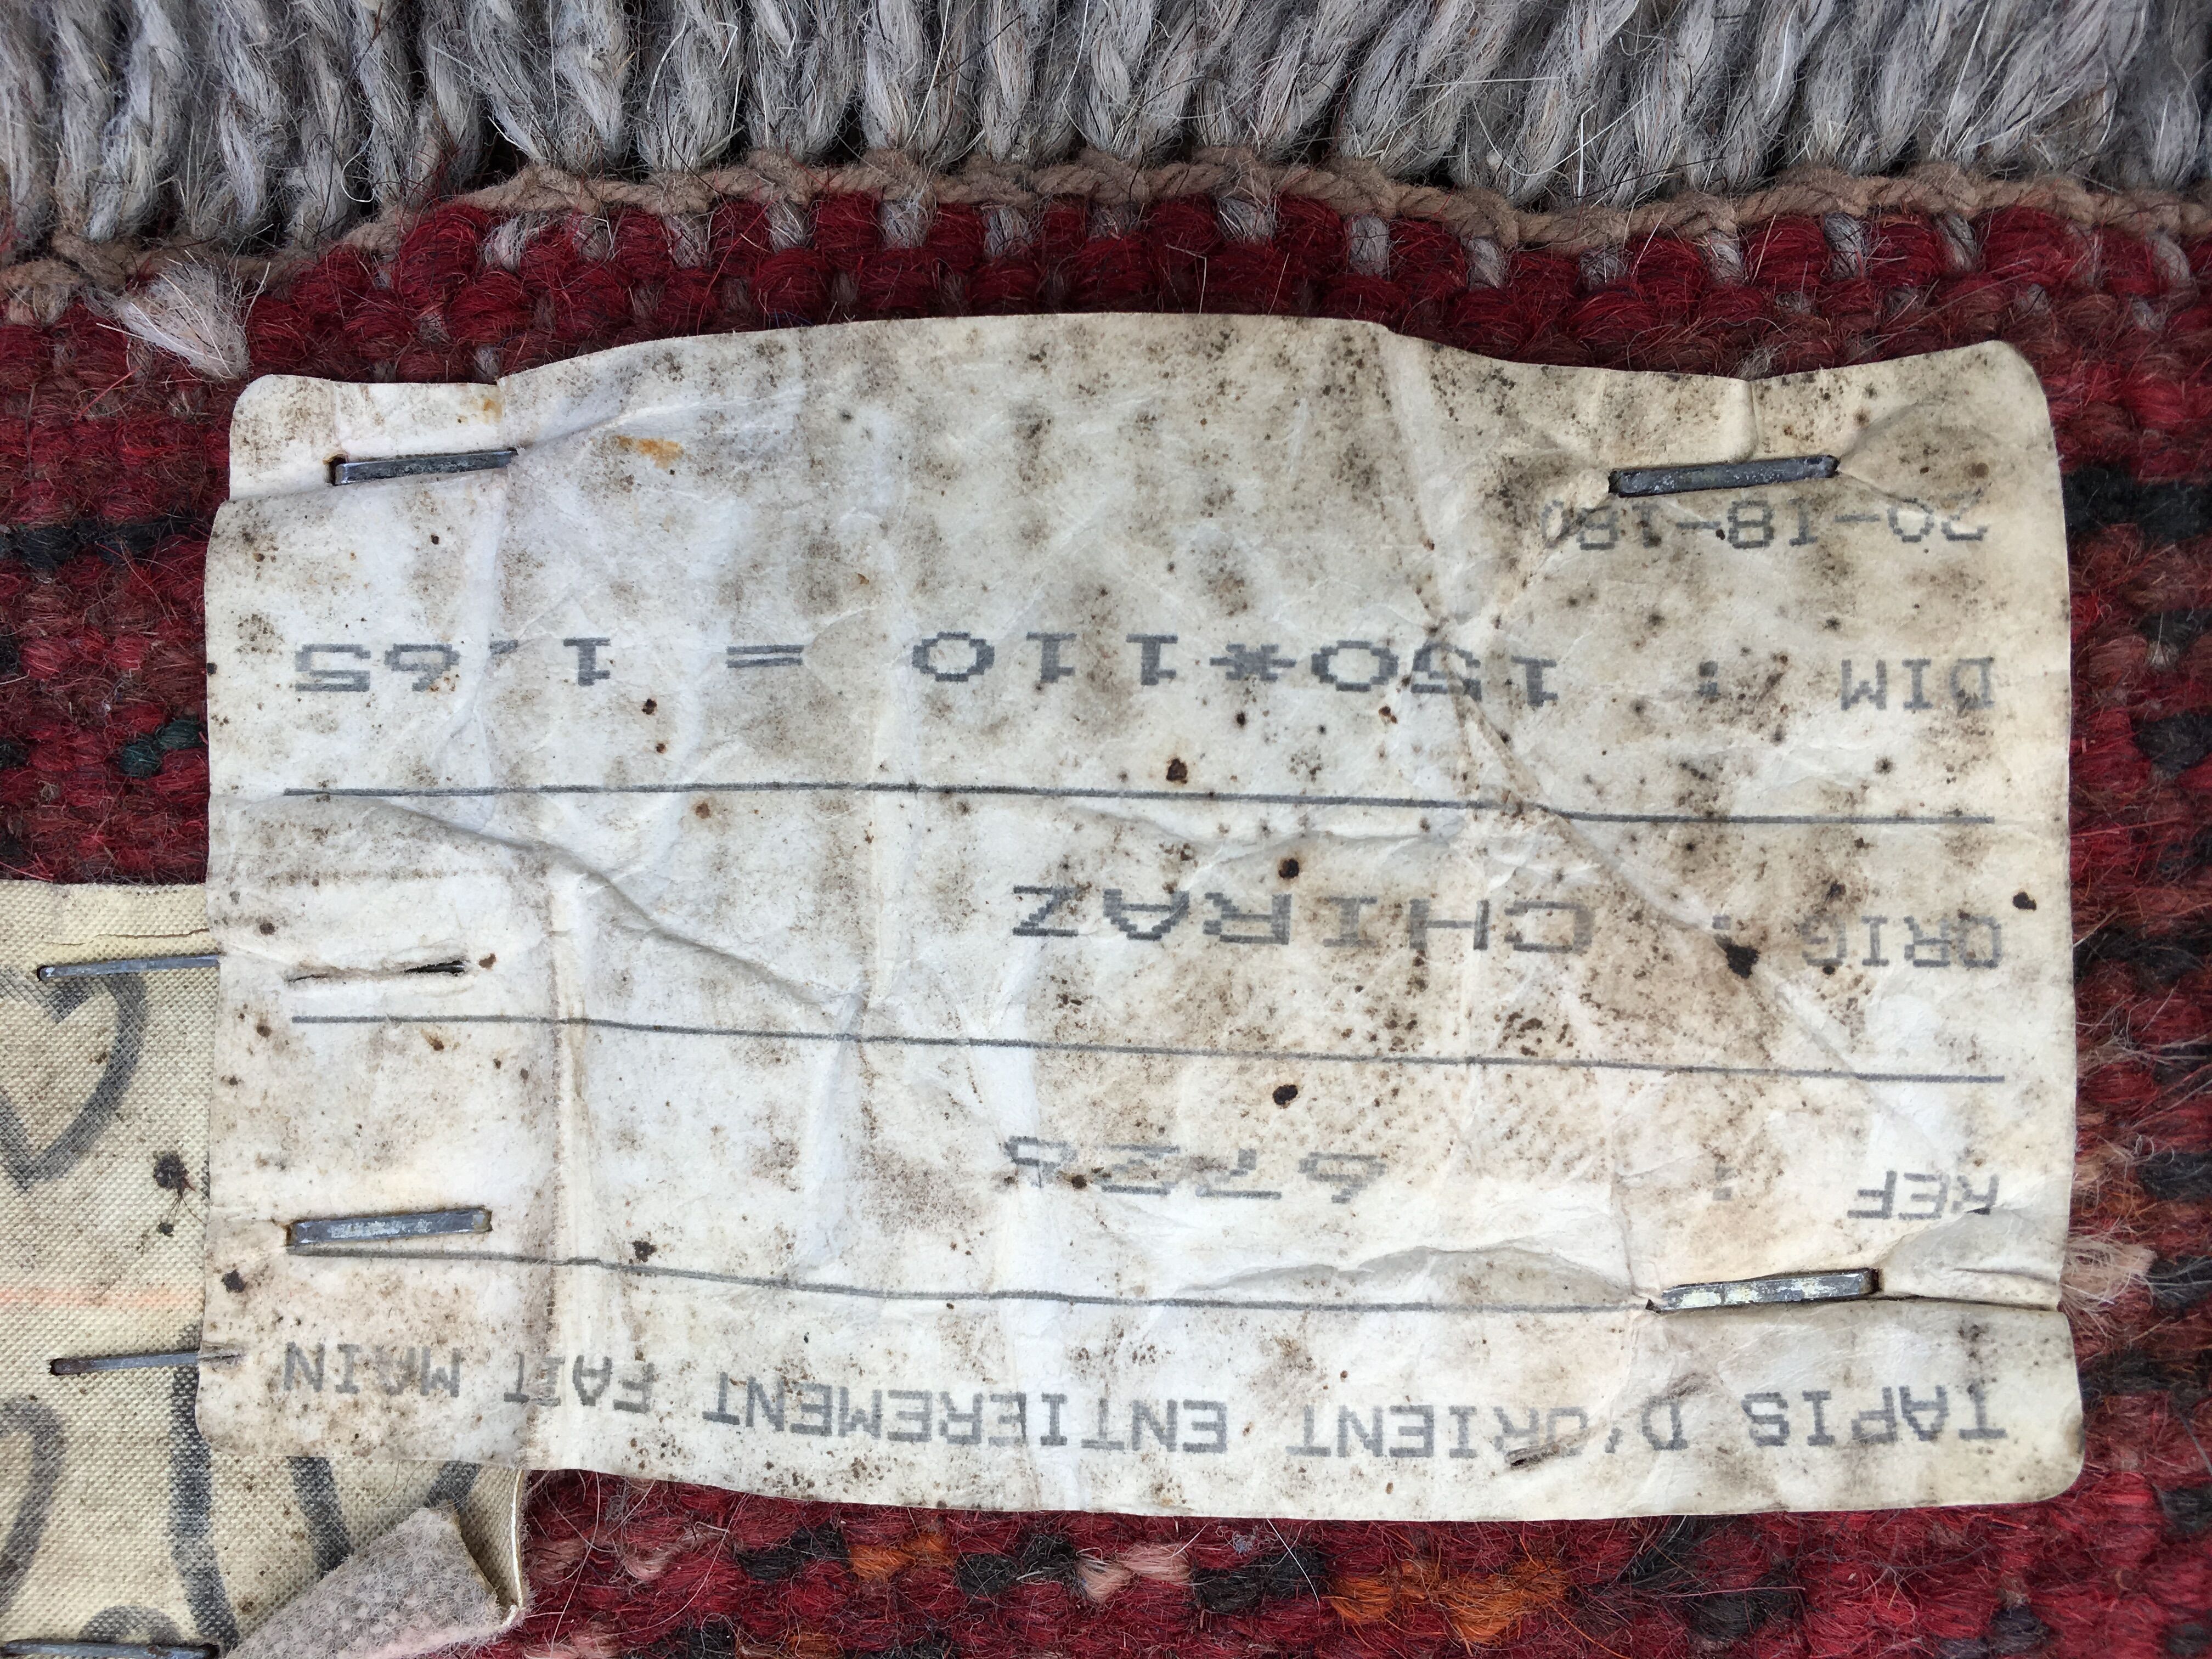 TAPIS D'ORIENT ENTIEREMENT FAIT MAIN
REF : 6725
ORIG : CHIRAZ
DIM : 150*110 = 1.65
20-18-180